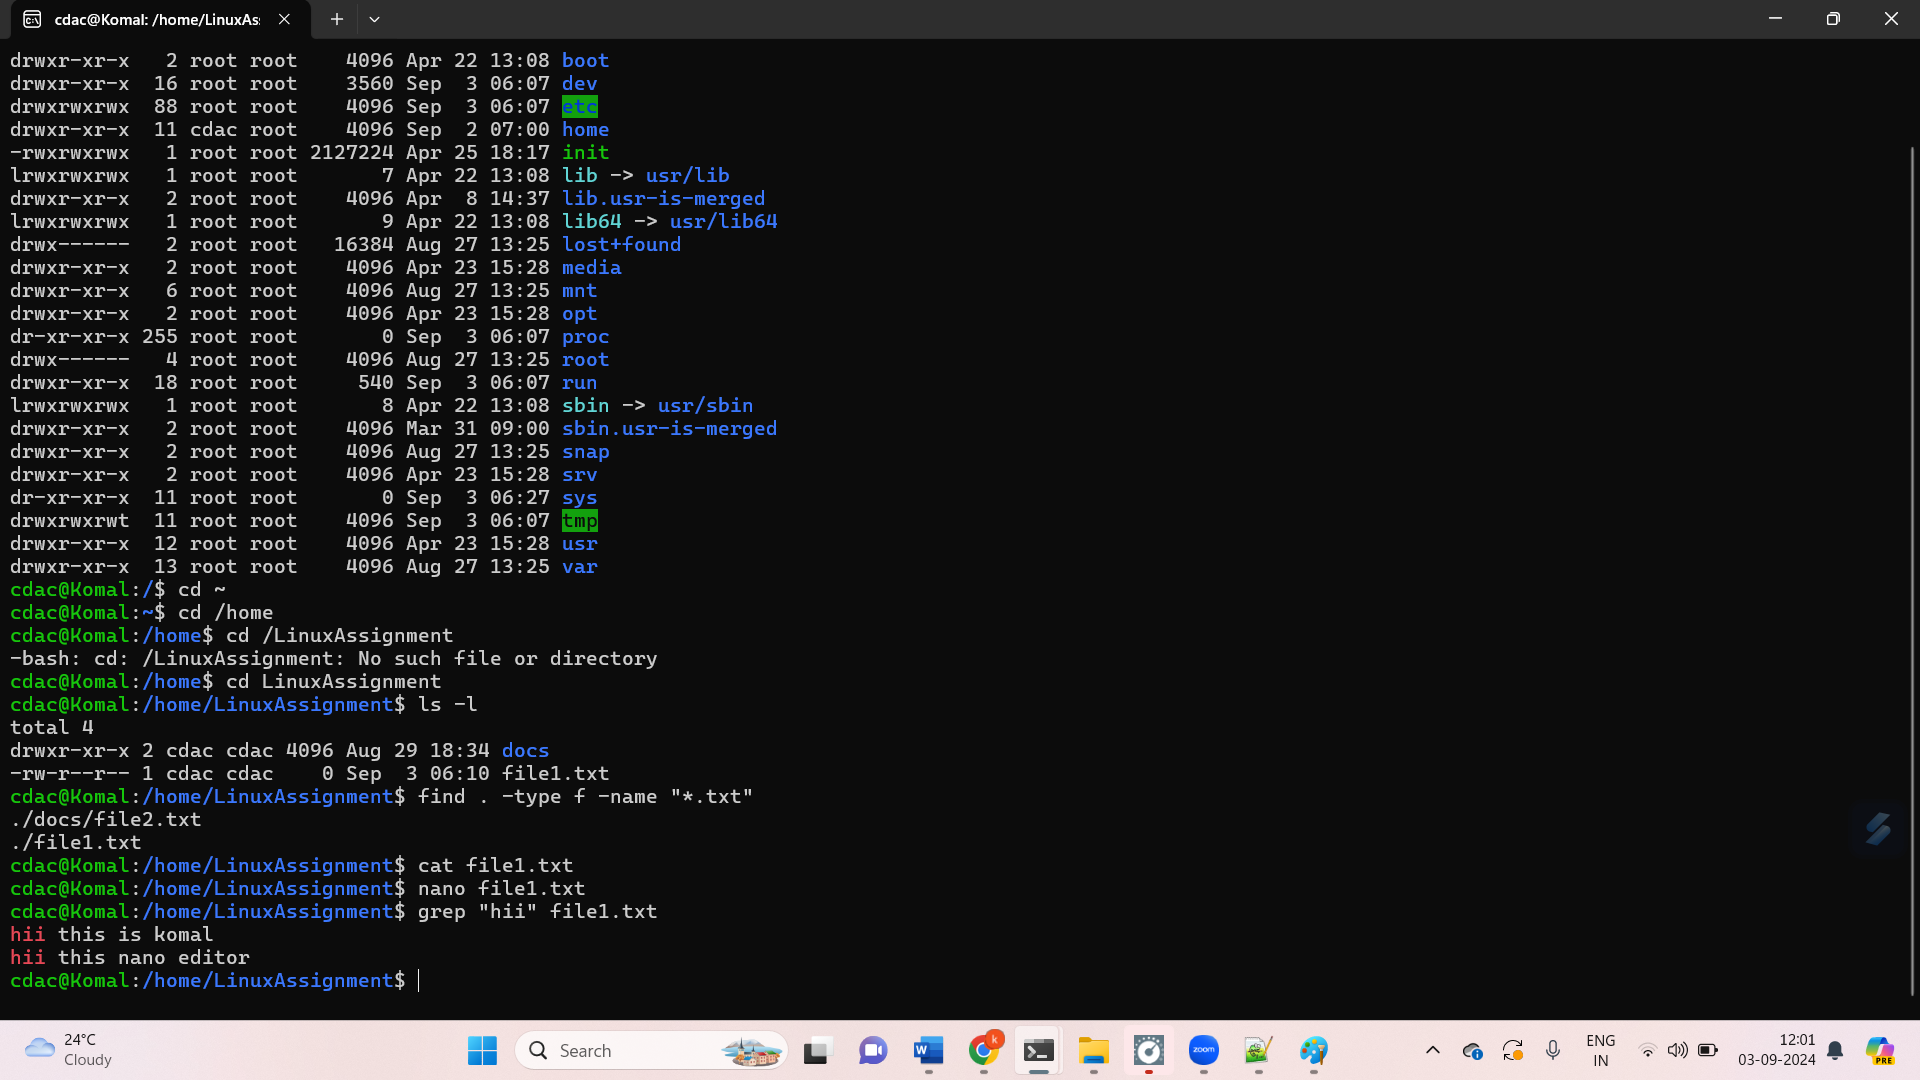 cdac@Komal: /home/LinuxAs:
drwxr-xr-x   2 root root    4096 Apr 22 13:08 boot
drwxr-xr-x  16 root root    3560 Sep  3 06:07 dev
drwxrwxrwx  88 root root    4096 Sep  3 06:07 etc
drwxr-xr-x  11 cdac root    4096 Sep  2 07:00 home
-rwxrwxrwx   1 root root 2127224 Apr 25 18:17 init
lrwxrwxrwx   1 root root       7 Apr 22 13:08 lib -> usr/lib
drwxr-xr-x   2 root root    4096 Apr  8 14:37 lib.usr-is-merged
lrwxrwxrwx   1 root root       9 Apr 22 13:08 lib64 -> usr/lib64
drwx------   2 root root   16384 Aug 27 13:25 lost+found
drwxr-xr-x   2 root root    4096 Apr 23 15:28 media
drwxr-xr-x   6 root root    4096 Aug 27 13:25 mnt
drwxr-xr-x   2 root root    4096 Apr 23 15:28 opt
dr-xr-xr-x 255 root root       0 Sep  3 06:07 proc
drwx------   4 root root    4096 Aug 27 13:25 root
drwxr-xr-x  18 root root     540 Sep  3 06:07 run
lrwxrwxrwx   1 root root       8 Apr 22 13:08 sbin -> usr/sbin
drwxr-xr-x   2 root root    4096 Mar 31 09:00 sbin.usr-is-merged
drwxr-xr-x   2 root root    4096 Aug 27 13:25 snap
drwxr-xr-x   2 root root    4096 Apr 23 15:28 srv
dr-xr-xr-x  11 root root       0 Sep  3 06:27 sys
drwxrwxrwt  11 root root    4096 Sep  3 06:07 tmp
drwxr-xr-x  12 root root    4096 Apr 23 15:28 usr
drwxr-xr-x  13 root root    4096 Aug 27 13:25 var
cdac@Komal:/$ cd ~
cdac@Komal:~$ cd /home
cdac@Komal:/home$ cd /LinuxAssignment
-bash: cd: /LinuxAssignment: No such file or directory
cdac@Komal:/home$ cd LinuxAssignment
cdac@Komal:/home/LinuxAssignment$ ls -l
total 4
drwxr-xr-x 2 cdac cdac 4096 Aug 29 18:34 docs
-rw-r--r-- 1 cdac cdac    0 Sep  3 06:10 file1.txt
cdac@Komal:/home/LinuxAssignment$ find . -type f -name "*.txt"
./docs/file2.txt
./file1.txt
cdac@Komal:/home/LinuxAssignment$ cat file1.txt
cdac@Komal:/home/LinuxAssignment$ nano file1.txt
cdac@Komal:/home/LinuxAssignment$ grep "hii" file1.txt
hii this is komal
hii this nano editor
cdac@Komal:/home/LinuxAssignment$
24°C
Cloudy
Search
W
k
zoom
ENG
IN
12:01
03-09-2024
PRE